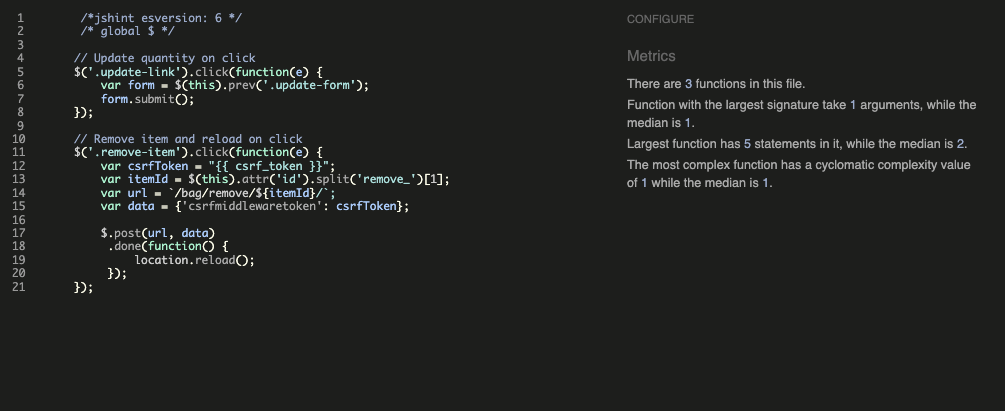 1 /*jshint esversion: 6 */
2 /* global $ */
3
4 // Update quantity on click
5 $('.update-link').click(function(e) {
6 var form = $(this).prev('.update-form');
7 form.submit();
8 });
9
10 // Remove item and reload on click
11 $('.remove-item').click(function(e) {
12 var csrfToken = "{{ csrf_token }}";
13 var itemId = $(this).attr('id').split('remove_')[1];
14 var url = `/bag/remove/${itemId}/`;
15 var data = {'csrfmiddlewaretoken': csrfToken};
16
17 $.post(url, data)
18 .done(function() {
19 location.reload();
20 });
21 });
CONFIGURE
Metrics
There are 3 functions in this file.
Function with the largest signature take 1 arguments, while the
median is 1.
Largest function has 5 statements in it, while the median is 2.
The most complex function has a cyclomatic complexity value
of 1 while the median is 1.